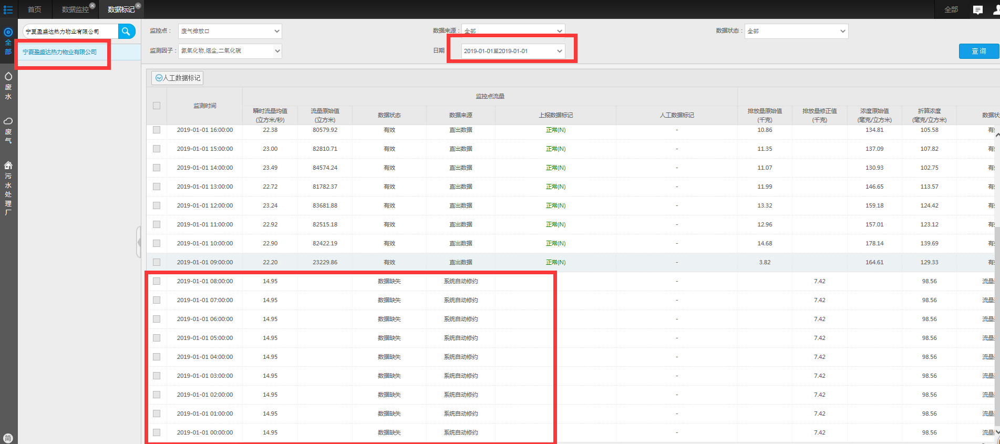 首页 数据监控 数据标记 全部
全部
废水
废气
污水处理厂
简
宁夏盈盛达热力物业有限公司
宁夏盈盛达热力物业有限公司
监控点： 废气排放口 数据来源： 全部 数据状态： 全部
监测因子： 氮氧化物,烟尘,二氧化硫 日期 2019-01-01至2019-01-01 查询
人工数据标记
监测时间 监控点流量
瞬时流量均值(立方米/秒) 流量原始值(立方米) 数据状态 数据来源 上报数据标记 人工数据标记 排放量原始值(千克) 排放量修正值(千克) 浓度原始值(毫克/立方米) 折算浓度(毫克/立方米) 数据状
2019-01-01 16:00:00 22.38 80579.92 有效 直出数据 正常(N) - 10.86 134.81 105.58 有
2019-01-01 15:00:00 23.00 82810.71 有效 直出数据 正常(N) - 11.35 137.09 107.82 有
2019-01-01 14:00:00 23.49 84574.24 有效 直出数据 正常(N) - 11.07 130.93 102.75 有
2019-01-01 13:00:00 22.72 81782.37 有效 直出数据 正常(N) - 11.99 146.65 113.57 有
2019-01-01 12:00:00 23.24 83681.88 有效 直出数据 正常(N) - 13.32 159.18 124.42 有
2019-01-01 11:00:00 22.92 82515.18 有效 直出数据 正常(N) - 12.96 157.01 123.12 有
2019-01-01 10:00:00 22.90 82422.19 有效 直出数据 正常(N) - 14.68 178.14 139.69 有
2019-01-01 09:00:00 22.20 23229.86 有效 直出数据 正常(N) - 3.82 164.61 129.33 有
2019-01-01 08:00:00 14.95 数据缺失 系统自动修约 - 7.42 98.56 流量
2019-01-01 07:00:00 14.95 数据缺失 系统自动修约 - 7.42 98.56 流量
2019-01-01 06:00:00 14.95 数据缺失 系统自动修约 - 7.42 98.56 流量
2019-01-01 05:00:00 14.95 数据缺失 系统自动修约 - 7.42 98.56 流量
2019-01-01 04:00:00 14.95 数据缺失 系统自动修约 - 7.42 98.56 流量
2019-01-01 03:00:00 14.95 数据缺失 系统自动修约 - 7.42 98.56 流量
2019-01-01 02:00:00 14.95 数据缺失 系统自动修约 - 7.42 98.56 流量
2019-01-01 01:00:00 14.95 数据缺失 系统自动修约 - 7.42 98.56 流量
2019-01-01 00:00:00 14.95 数据缺失 系统自动修约 - 7.42 98.56 流量